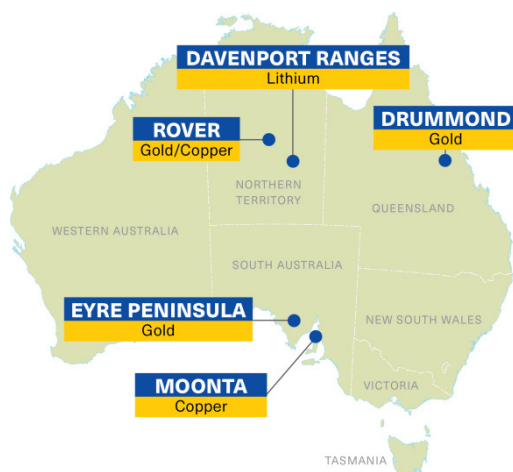 DAVENPORT RANGES
Lithium
ROVER
Gold/Copper
DRUMMOND
Gold
NORTHERN
TERRITORY
QUEENSLAND
WESTERN AUSTRALIA
SOUTH AUSTRALIA
EYRE PENINSULA
Gold
NEW SOUTH WALES
MOONTA
Copper
VICTORIA
TASMANIA